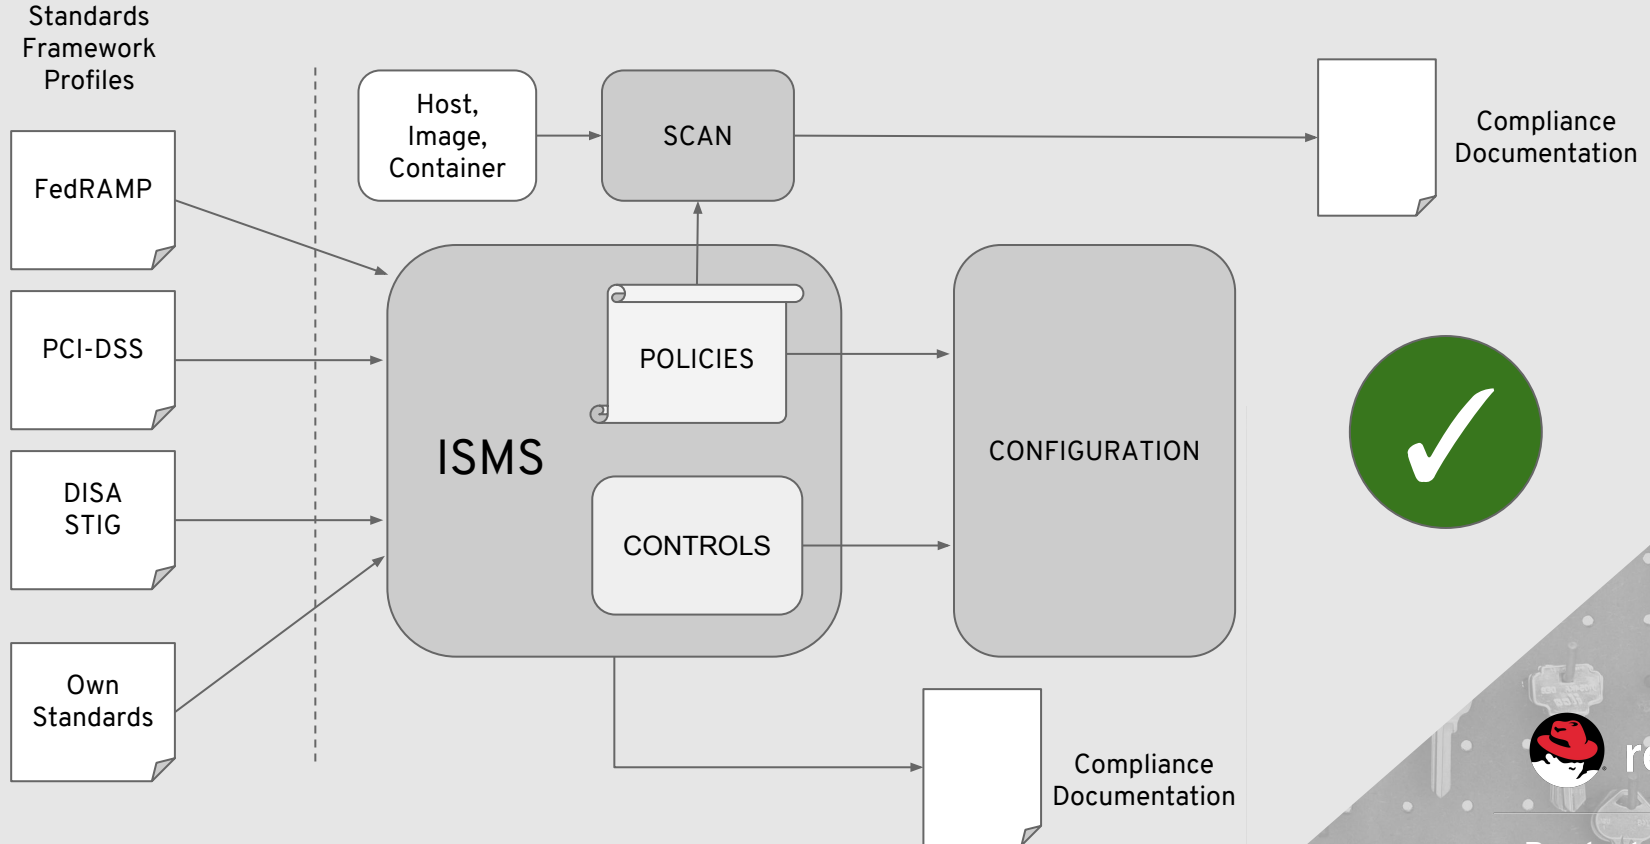 Standards
Framework
Profiles
FedRAMP
PCI-DSS
DISA
STIG
Own
Standards
Host,
Image,
Container
SCAN
Compliance
Documentation
ISMS
POLICIES
CONTROLS
CONFIGURATION
Compliance
Documentation